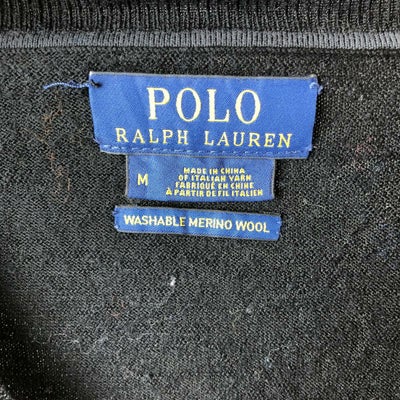 POLO
RALPH LAUREN
M
MADE IN CHINA
OF ITALIAN YARN
FABRIQUÉ EN CHINE
À PARTIR DE FIL ITALIEN
WASHABLE MERINO WOOL